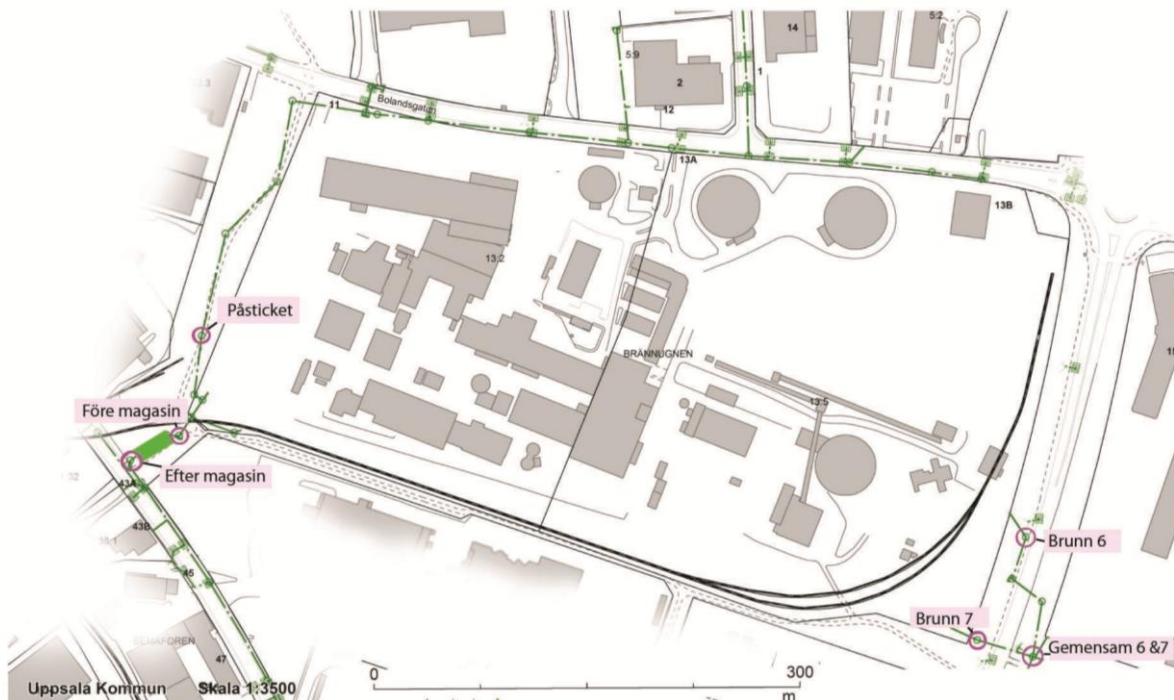 14
5:2
5:9
2
1
12
11
Bolandsgatan
13A
13B
13:2
Påsticket
BRÄNNUGNEN
13:5
Före magasin
Efter magasin
43A
43B
45
Brunn 6
Brunn 7
Gemensam 6 &7
47
0
300
m
Uppsala Kommun Skala 1:3500